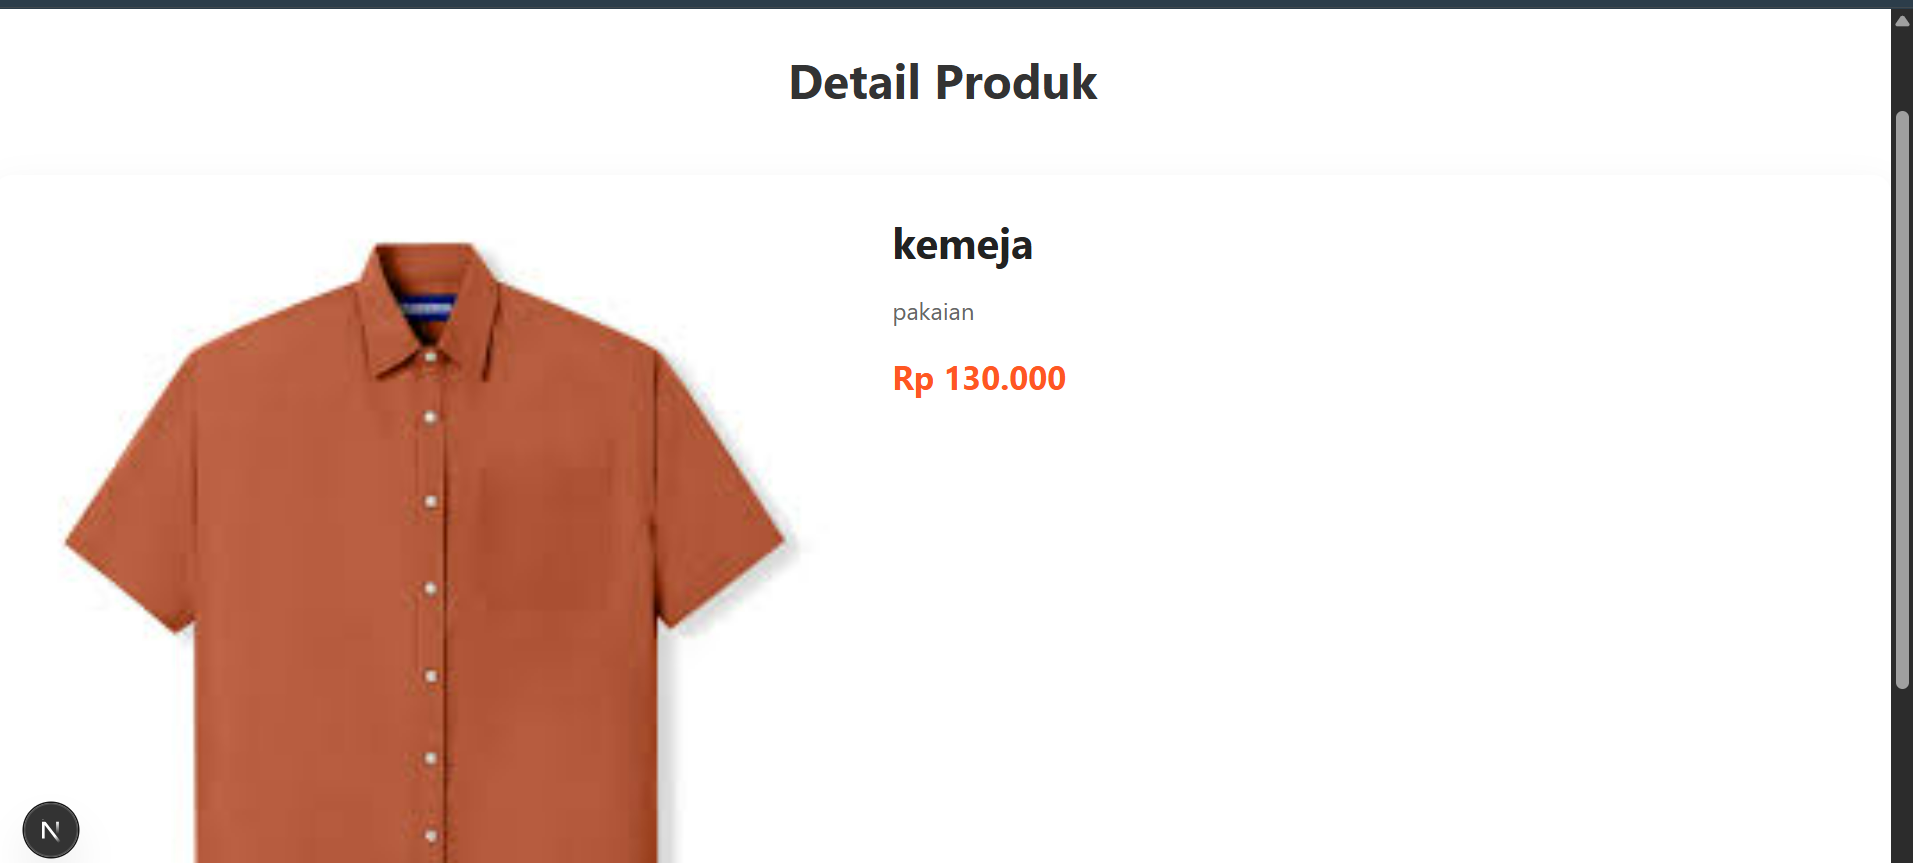 Detail Produk
kemeja
pakaian
Rp 130.000
N